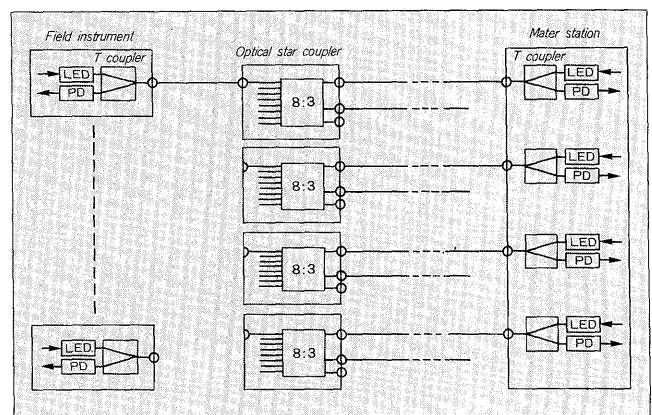 Field instrument
Optical star coupler
Mater station
T coupler
T coupler
LED
PD
8:3
LED
PD
8:3
LED
PD
8:3
LED
PD
LED
PD
8:3
LED
PD